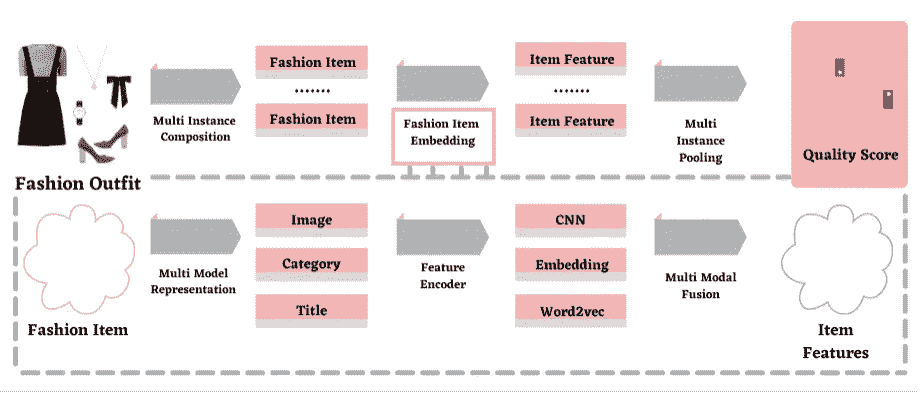 Fashion Outfit
Multi Instance
Composition
Fashion Item
.......
Fashion Item
Fashion Item
Embedding
Item Feature
.......
Item Feature
Multi
Instance
Pooling
Quality Score
Fashion Item
Multi Model
Representation
Image
Category
Title
Feature
Encoder
CNN
Embedding
Word2vec
Multi Modal
Fusion
Item
Features